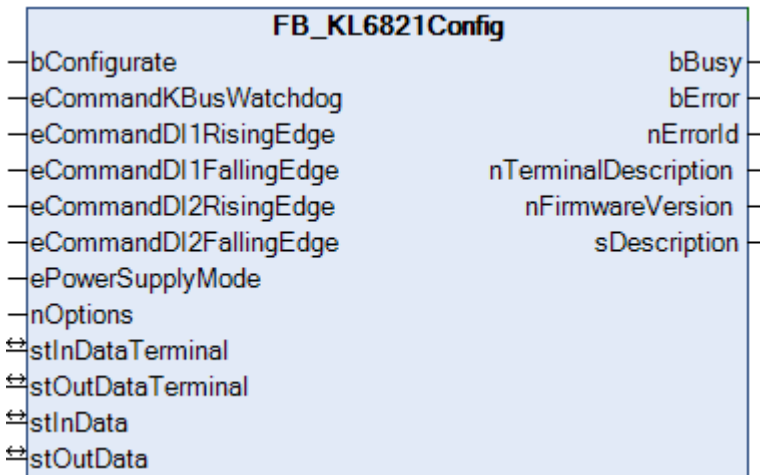 FB_KL6821Config
bConfigurate bBusy
eCommandKBusWatchdog bError
eCommandDI1RisingEdge nErrorId
eCommandDI1FallingEdge nTerminalDescription
eCommandDI2RisingEdge nFirmwareVersion
eCommandDI2FallingEdge sDescription
ePowerSupplyMode
nOptions
stInDataTerminal
stOutDataTerminal
stInData
stOutData